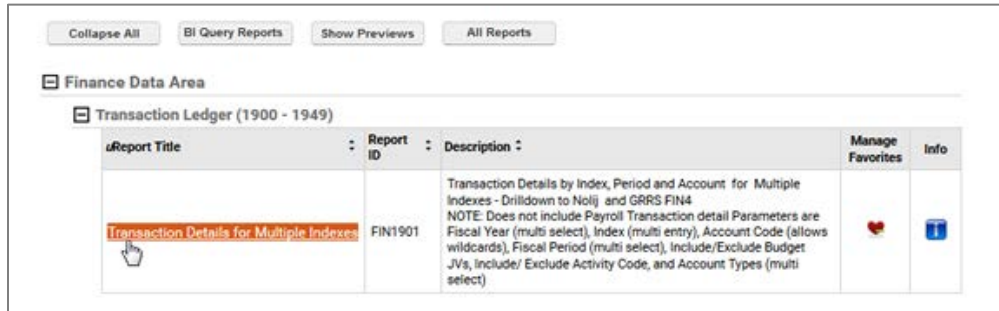 Collapse All BI Query Reports Show Previews All Reports
Finance Data Area
Transaction Ledger (1900 - 1949)
uReport Title Report ID Description Manage Favorites Info
Transaction Details for Multiple Indexes FIN1901
Transaction Details by Index, Period and Account for Multiple
Indexes - Drilldown to Nolij and GRRS FIN4
NOTE: Does not include Payroll Transaction detail Parameters are
Fiscal Year (multi select), Index (multi entry), Account Code (allows
wildcards), Fiscal Period (multi select), Include/Exclude Budget
JVs, Include/ Exclude Activity Code, and Account Types (multi
select)